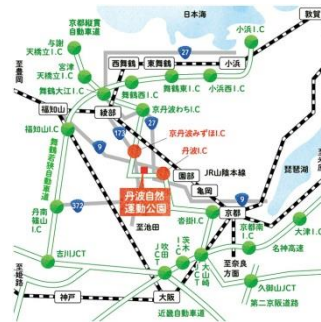 日本海
至敦賀
京都縦貫
自動車道
小浜I.C
与謝
天橋立I.C
27
西舞鶴
東舞鶴
小浜
至豊岡
宮津
天橋立I.C
舞鶴大江I.C
舞鶴西I.C
舞鶴東I.C
小浜西I.C
福知山
綾部
京丹波わちI.C
福知山I.C
173
27
京丹波みずほI.C
9
丹波I.C
舞鶴若狭自動車道
園部
JR山陰本線
琵琶湖
亀岡
丹波自然
運動公園
9
372
丹南
篠山
I.C
沓掛I.C
京都
至池田
京都南
I.C
大津I.C
吹田
JCT
茨木
I.C
大山崎
JCT
至奈良
方面
名神高速
吉川JCT
至姫路
神戸
大阪
久御山JCT
第二京阪道路
近畿自動車道